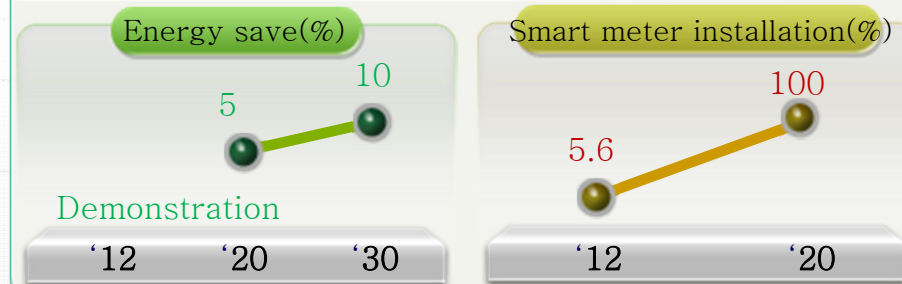 Energy save(%)
5
10
Demonstration
‘12 ‘20 ‘30
Smart meter installation(%)
5.6
100
‘12 ‘20